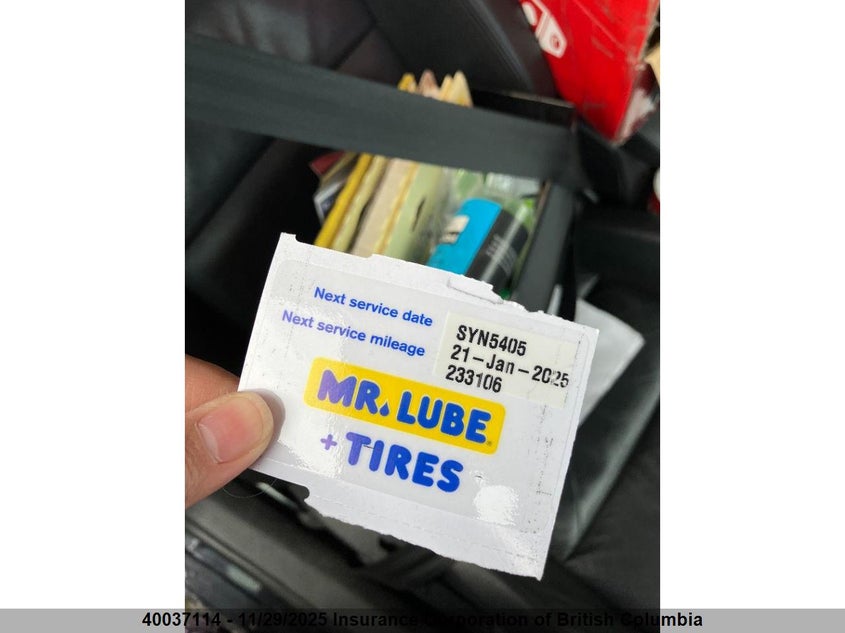 Next service date
Next service mileage
SYN5405
21-Jan-2025
233106
MR. LUBE
+ TIRES
40037114 - 11/29/2025 Insurance Corporation of British Columbia